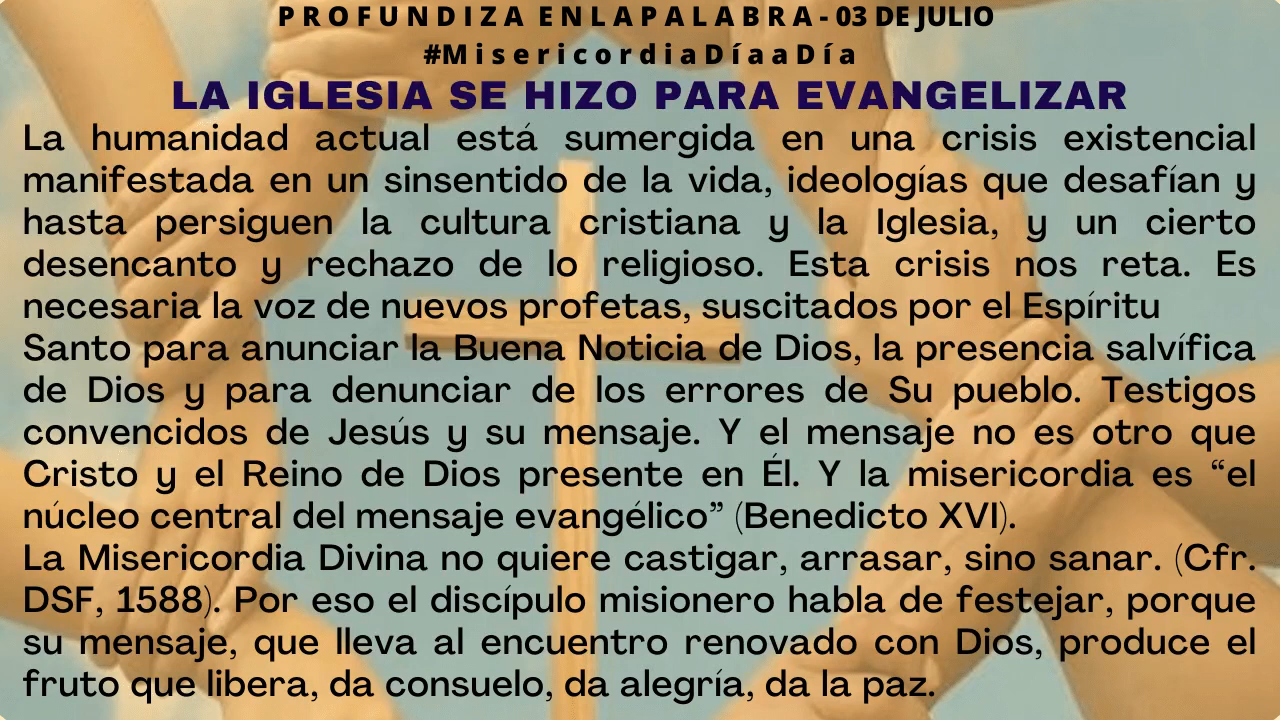 PROFUNDIZA EN LA PALABRA - 03 DE JULIO
#MisericordiaDíaaDía
LA IGLESIA SE HIZO PARA EVANGELIZAR
La humanidad actual está sumergida en una crisis existencial
manifestada en un sinsentido de la vida, ideologías que desafían y
hasta persiguen la cultura cristiana y la Iglesia, y un cierto
desencanto y rechazo de lo religioso. Esta crisis nos reta. Es
necesaria la voz de nuevos profetas, suscitados por el Espíritu
Santo para anunciar la Buena Noticia de Dios, la presencia salvífica
de Dios y para denunciar de los errores de Su pueblo. Testigos
convencidos de Jesús y su mensaje. Y el mensaje no es otro que
Cristo y el Reino de Dios presente en Él. Y la misericordia es “el
núcleo central del mensaje evangélico” (Benedicto XVI).
La Misericordia Divina no quiere castigar, arrasar, sino sanar. (Cfr.
DSF, 1588). Por eso el discípulo misionero habla de festejar, porque
su mensaje, que lleva al encuentro renovado con Dios, produce el
fruto que libera, da consuelo, da alegría, da la paz.